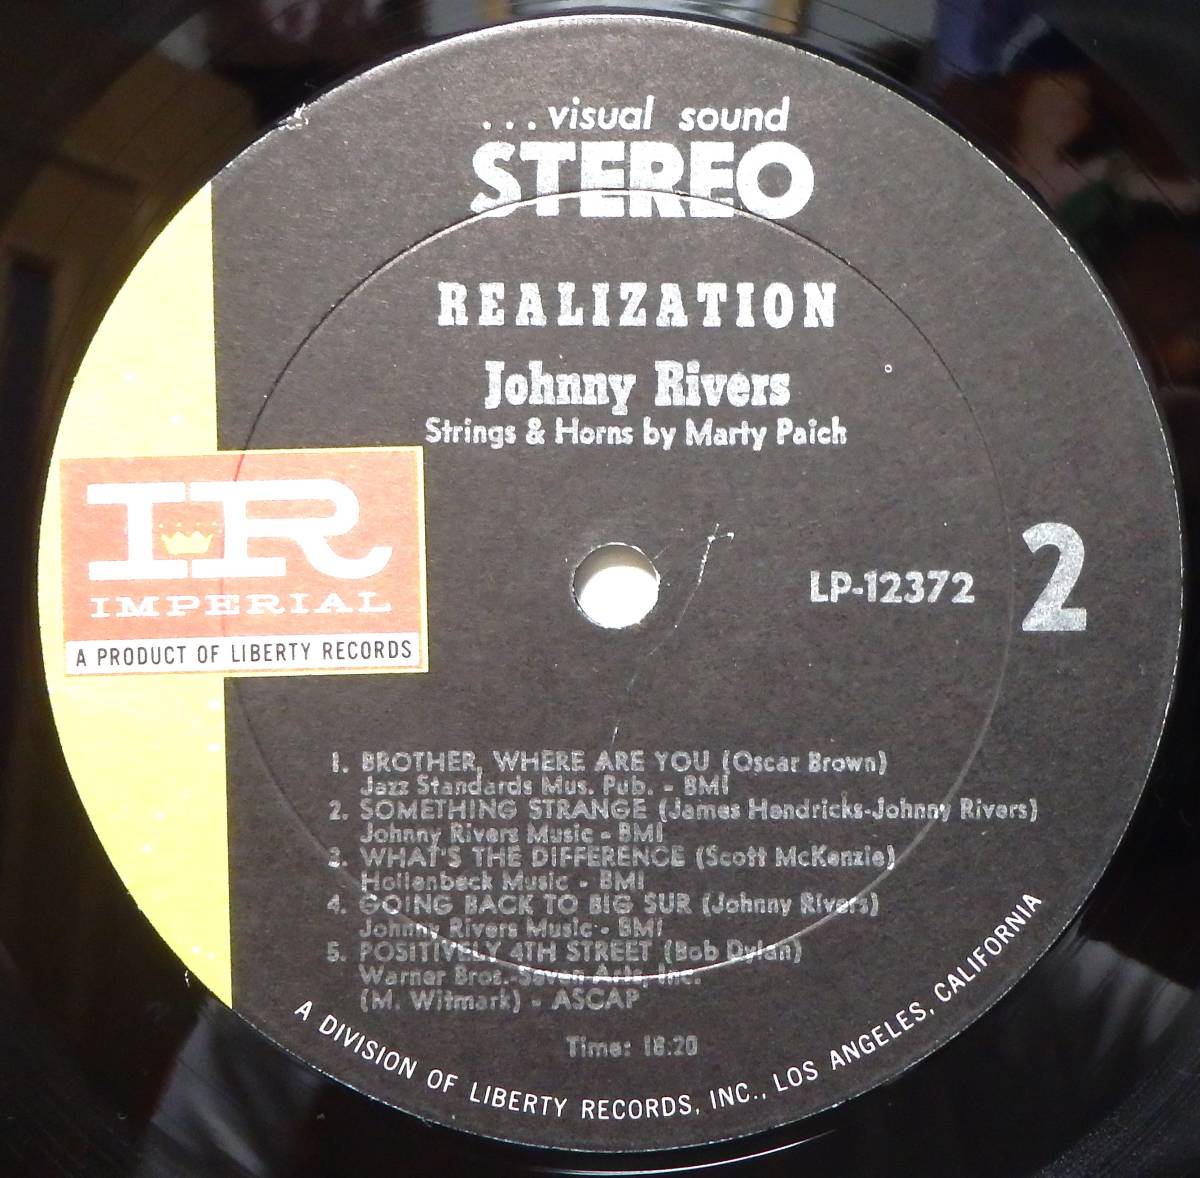 ...visual sound
STEREO
REALIZATION
Johnny Rivers
Strings & Horns by Marty Paich
IR
IMPERIAL
A PRODUCT OF LIBERTY RECORDS
LP-12372
2
1. BROTHER, WHERE ARE YOU (Oscar Brown)
Jazz Standards Mus. Pub. - BMI
2. SOMETHING STRANGE (James Hendricks-Johnny Rivers)
Johnny Rivers Music - BMI
3. WHAT'S THE DIFFERENCE (Scott McKenzie)
Hollenbeck Music - BMI
4. GOING BACK TO BIG SUR (Johnny Rivers)
Johnny Rivers Music - BMI
5. POSITIVELY 4TH STREET (Bob Dylan)
Warner Bros.-Seven Arts, Inc.
(M. Witmark) - ASCAP
Time: 18.20
A DIVISION OF LIBERTY RECORDS, INC., LOS ANGELES, CALIFORNIA